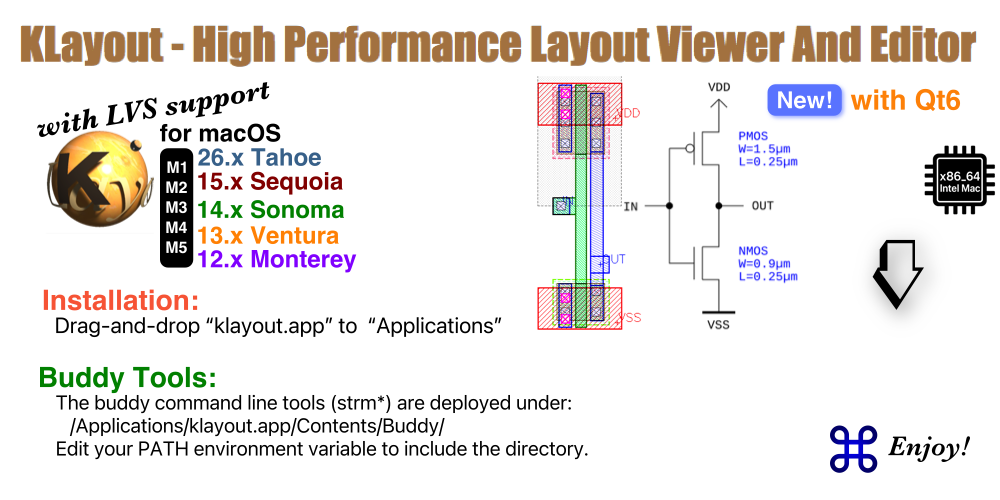 KLayout - High Performance Layout Viewer And Editor
with LVS support
for macOS
M1
M2
M3
M4
M5
26.x Tahoe
15.x Sequoia
14.x Sonoma
13.x Ventura
12.x Monterey
VDD
IN
VSS
VDD
PMOS
W=1.5µm
L=0.25µm
IN
OUT
NMOS
W=0.9µm
L=0.25µm
VSS
New! with Qt6
x86_64
Intel Mac
Installation:
Drag-and-drop “klayout.app” to “Applications”
Buddy Tools:
The buddy command line tools (strm*) are deployed under:
/Applications/klayout.app/Contents/Buddy/
Edit your PATH environment variable to include the directory.
Enjoy!